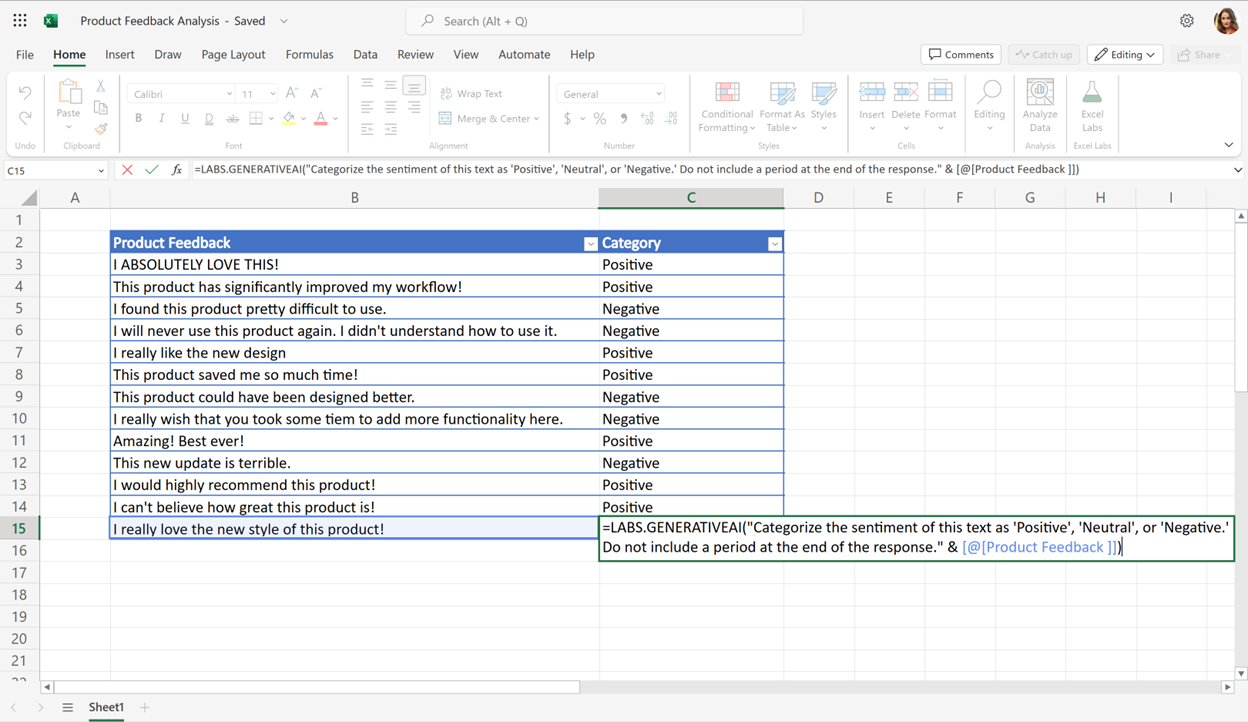 Product Feedback Analysis - Saved
Search (Alt + Q)
File Home Insert Draw Page Layout Formulas Data Review View Automate Help
Comments Catch up Editing Share
Paste
Calibri 11
B I U D ab A A A
Wrap Text
Merge & Center
General
$ % 9
Conditional Formatting
Format As Table
Styles
Insert Delete Format
Editing
Analyze Data
Excel Labs
Undo Clipboard Font Alignment Number Styles Cells Analysis Excel Labs
C15 fx =LABS.GENERATIVEAI("Categorize the sentiment of this text as 'Positive', 'Neutral', or 'Negative.' Do not include a period at the end of the response." & [@[Product Feedback ]])
A B C D E F G H I
1
2 Product Feedback Category
3 I ABSOLUTELY LOVE THIS! Positive
4 This product has significantly improved my workflow! Positive
5 I found this product pretty difficult to use. Negative
6 I will never use this product again. I didn't understand how to use it. Negative
7 I really like the new design Positive
8 This product saved me so much time! Positive
9 This product could have been designed better. Negative
10 I really wish that you took some tiem to add more functionality here. Negative
11 Amazing! Best ever! Positive
12 This new update is terrible. Negative
13 I would highly recommend this product! Positive
14 I can't believe how great this product is! Positive
15 I really love the new style of this product! =LABS.GENERATIVEAI("Categorize the sentiment of this text as 'Positive', 'Neutral', or 'Negative.'
Do not include a period at the end of the response." & [@[Product Feedback ]])
16
17
18
19
20
21
Sheet1